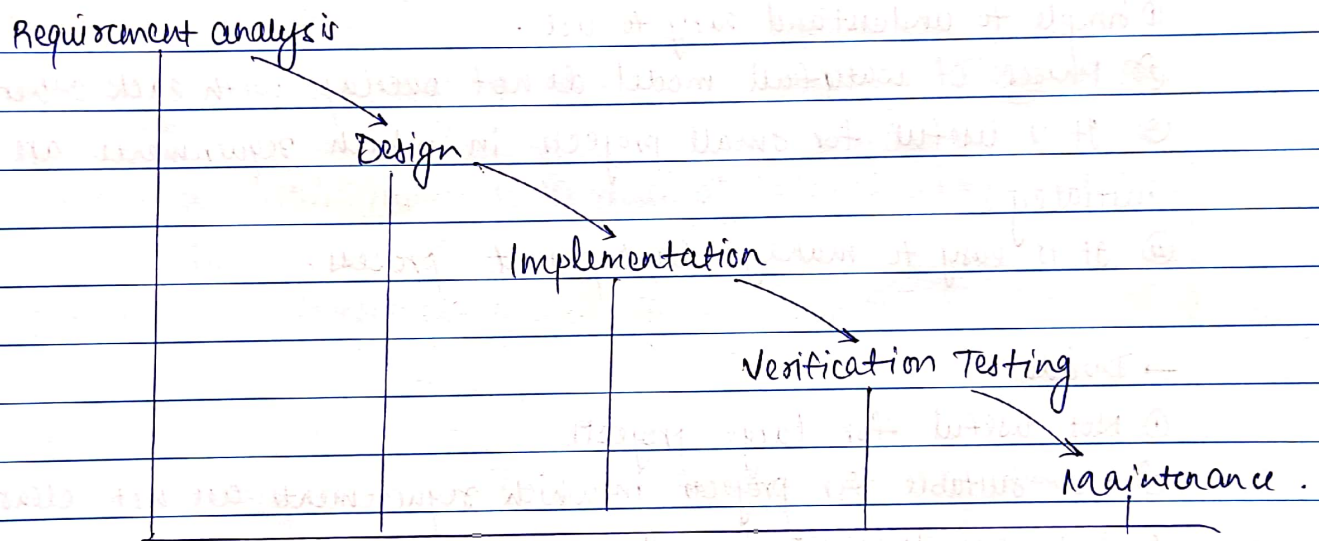 Requirement analysis
Design
Implementation
Verification Testing
Maintenance.